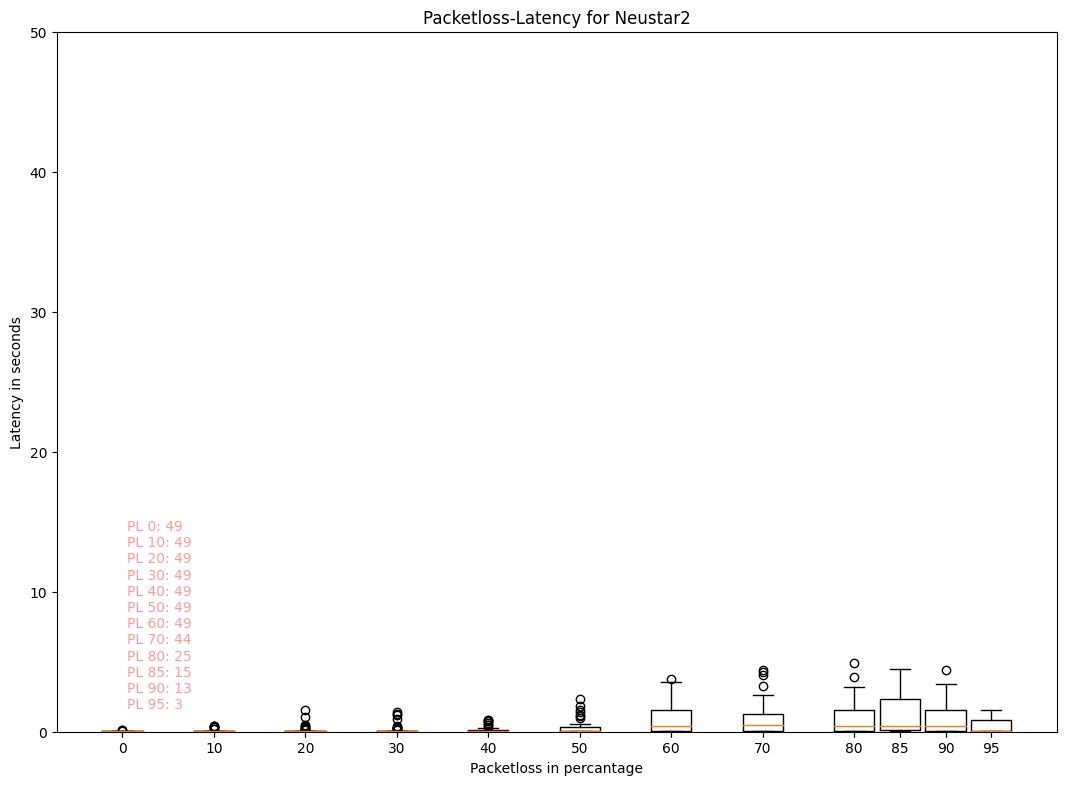 Packetloss-Latency for Neustar2
50
40
30
20
10
0
Latency in seconds
PL 0: 49
PL 10: 49
PL 20: 49
PL 30: 49
PL 40: 49
PL 50: 49
PL 60: 49
PL 70: 44
PL 80: 25
PL 85: 15
PL 90: 13
PL 95: 3
0 10 20 30 40 50 60 70 80 85 90 95
Packetloss in percantage